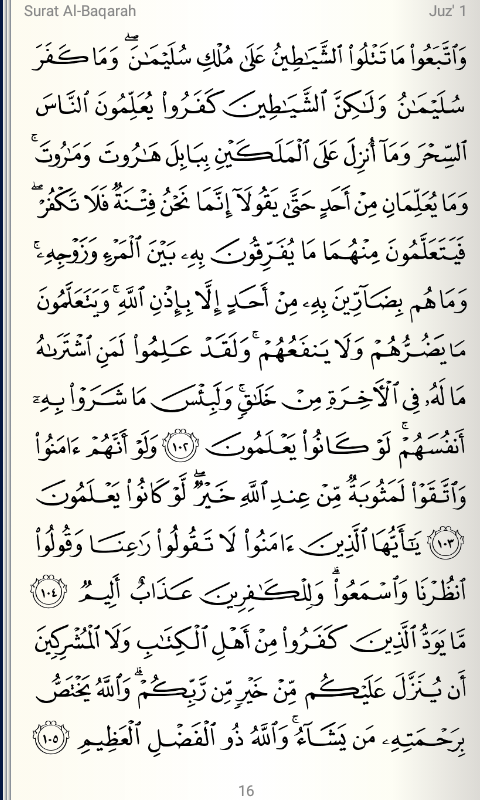 Surat Al-Baqarah Juz' 1
وَٱتَّبَعُوا۟ مَا تَتْلُوا۟ ٱلشَّيَـٰطِينُ عَلَىٰ مُلْكِ سُلَيْمَـٰنَ ۖ وَمَا كَفَرَ
سُلَيْمَـٰنُ وَلَـٰكِنَّ ٱلشَّيَـٰطِينَ كَفَرُوا۟ يُعَلِّمُونَ ٱلنَّاسَ
ٱلسِّحْرَ وَمَآ أُنزِلَ عَلَى ٱلْمَلَكَيْنِ بِبَابِلَ هَـٰرُوتَ وَمَـٰرُوتَ ۚ
وَمَا يُعَلِّمَانِ مِنْ أَحَدٍ حَتَّىٰ يَقُولَآ إِنَّمَا نَحْنُ فِتْنَةٌ فَلَا تَكْفُرْ ۖ
فَيَتَعَلَّمُونَ مِنْهُمَا مَا يُفَرِّقُونَ بِهِۦ بَيْنَ ٱلْمَرْءِ وَزَوْجِهِۦ ۚ
وَمَا هُم بِضَآرِّينَ بِهِۦ مِنْ أَحَدٍ إِلَّا بِإِذْنِ ٱللَّهِ ۚ وَيَتَعَلَّمُونَ
مَا يَضُرُّهُمْ وَلَا يَنفَعُهُمْ ۚ وَلَقَدْ عَلِمُوا۟ لَمَنِ ٱشْتَرَىٰهُ
مَا لَهُۥ فِى ٱلْـَٔاخِرَةِ مِنْ خَلَـٰقٍ ۚ وَلَبِئْسَ مَا شَرَوْا۟ بِهِۦٓ
أَنفُسَهُمْ ۚ لَوْ كَانُوا۟ يَعْلَمُونَ ١٠٢ وَلَوْ أَنَّهُمْ ءَامَنُوا۟
وَٱتَّقَوْا۟ لَمَثُوبَةٌ مِّنْ عِندِ ٱللَّهِ خَيْرٌ ۖ لَّوْ كَانُوا۟ يَعْلَمُونَ
١٠٣ يَـٰٓأَيُّهَا ٱلَّذِينَ ءَامَنُوا۟ لَا تَقُولُوا۟ رَٰعِنَا وَقُولُوا۟
ٱنظُرْنَا وَٱسْمَعُوا۟ ۗ وَلِلْكَـٰفِرِينَ عَذَابٌ أَلِيمٌ ١٠٤
مَّا يَوَدُّ ٱلَّذِينَ كَفَرُوا۟ مِنْ أَهْلِ ٱلْكِتَـٰبِ وَلَا ٱلْمُشْرِكِينَ
أَن يُنَزَّلَ عَلَيْكُم مِّنْ خَيْرٍ مِّن رَّبِّكُمْ ۗ وَٱللَّهُ يَخْتَصُّ
بِرَحْمَتِهِۦ مَن يَشَآءُ ۚ وَٱللَّهُ ذُو ٱلْفَضْلِ ٱلْعَظِيمِ ١٠٥
16